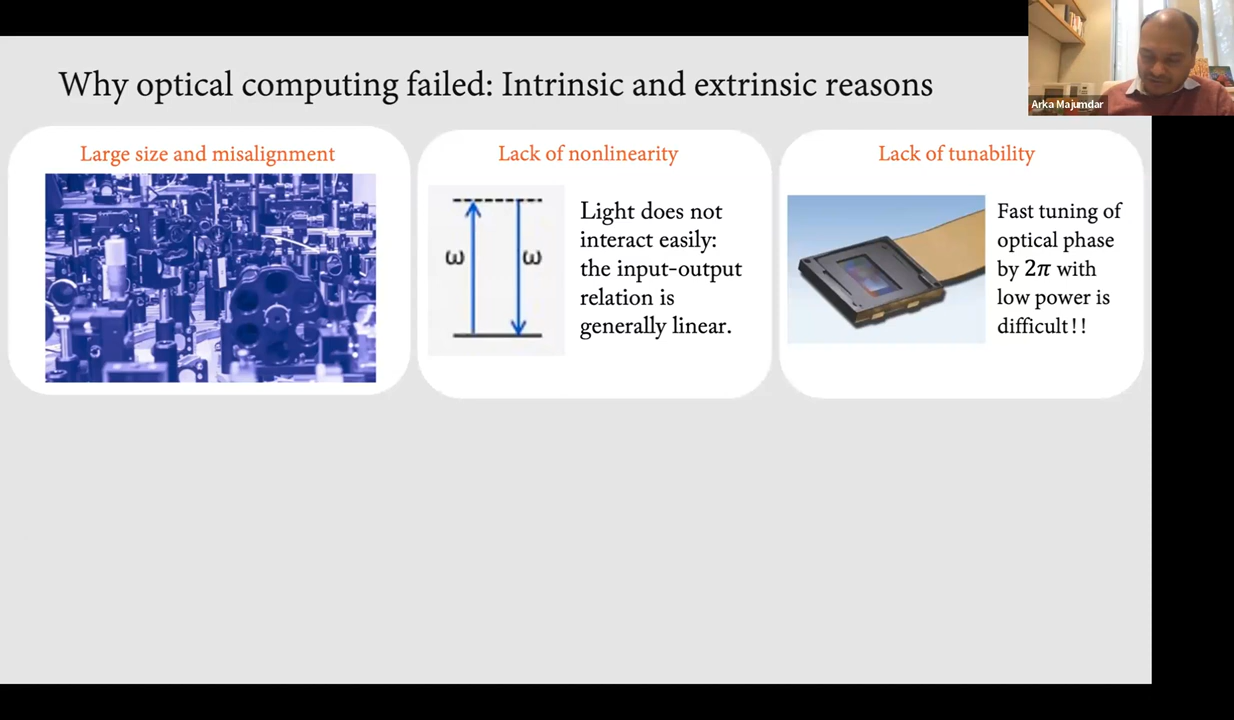 Why optical computing failed: Intrinsic and extrinsic reasons
Arka Majumdar
Large size and misalignment
Lack of nonlinearity
ω
ω
Light does not
interact easily:
the input-output
relation is
generally linear.
Lack of tunability
Fast tuning of
optical phase
by 2π with
low power is
difficult!!